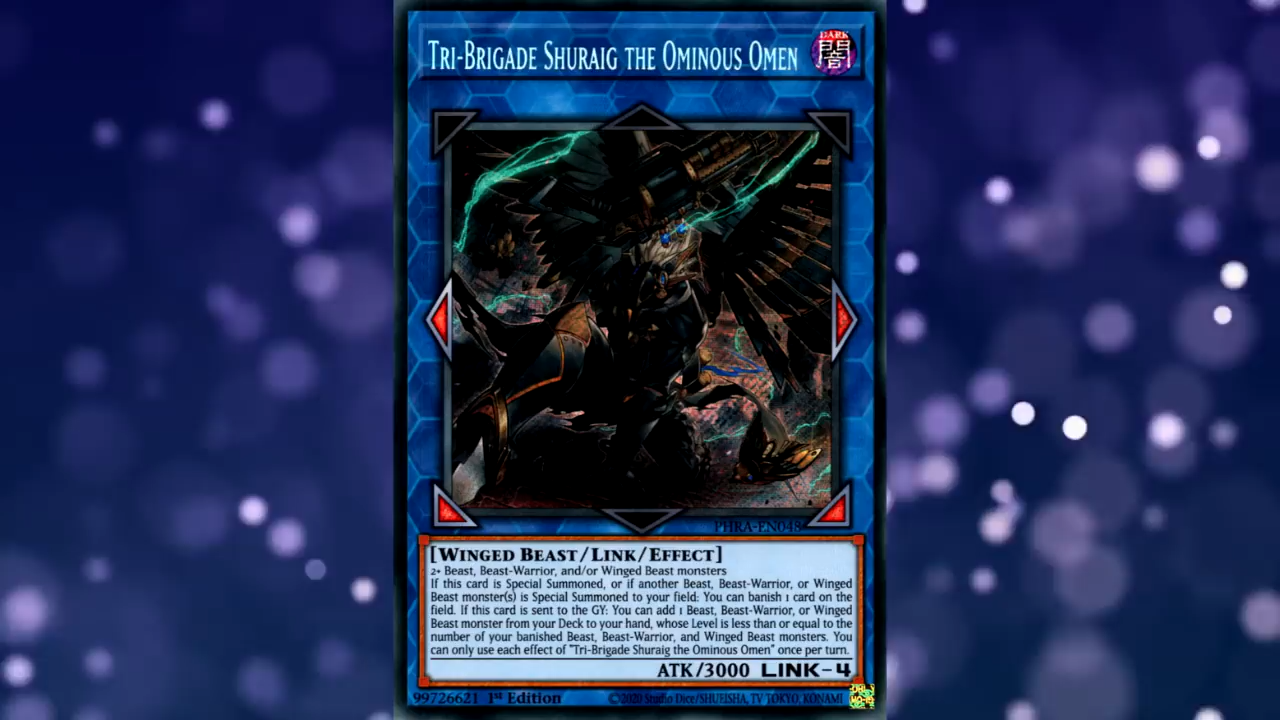 Tri-Brigade Shuraig the Ominous Omen
DARK
闇
PHRA-EN048
[Winged Beast/Link/Effect]
2+ Beast, Beast-Warrior, and/or Winged Beast monsters
If this card is Special Summoned, or if another Beast, Beast-Warrior, or Winged
Beast monster(s) is Special Summoned to your field: You can banish 1 card on the
field. If this card is sent to the GY: You can add 1 Beast, Beast-Warrior, or Winged
Beast monster from your Deck to your hand, whose Level is less than or equal to the
number of your banished Beast, Beast-Warrior, and Winged Beast monsters. You
can only use each effect of "Tri-Brigade Shuraig the Ominous Omen" once per turn.
ATK/3000 LINK-4
99726621 1st Edition ©2020 Studio Dice/SHUEISHA, TV TOKYO, KONAMI